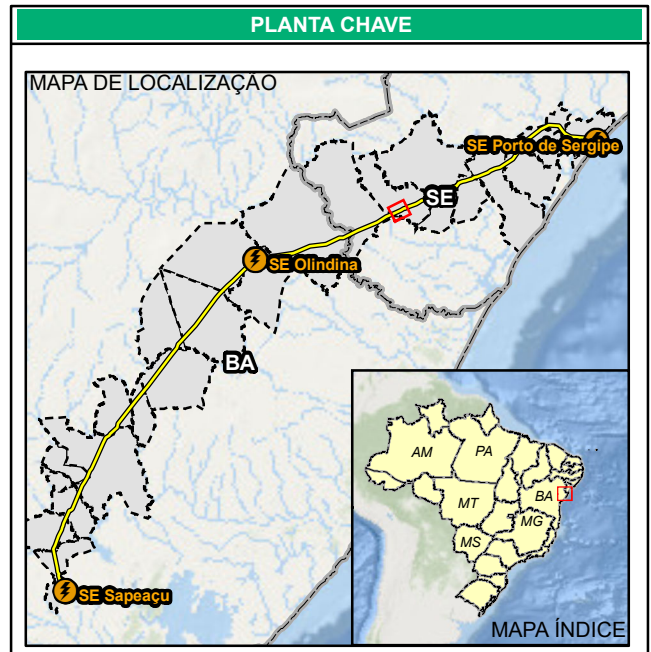 PLANTA CHAVE
MAPA DE LOCALIZAÇÃO
SE Porto de Sergipe
SE
SE Olindina
BA
AM
PA
BA
MT
MG
MS
SE Sapeaçu
MAPA ÍNDICE